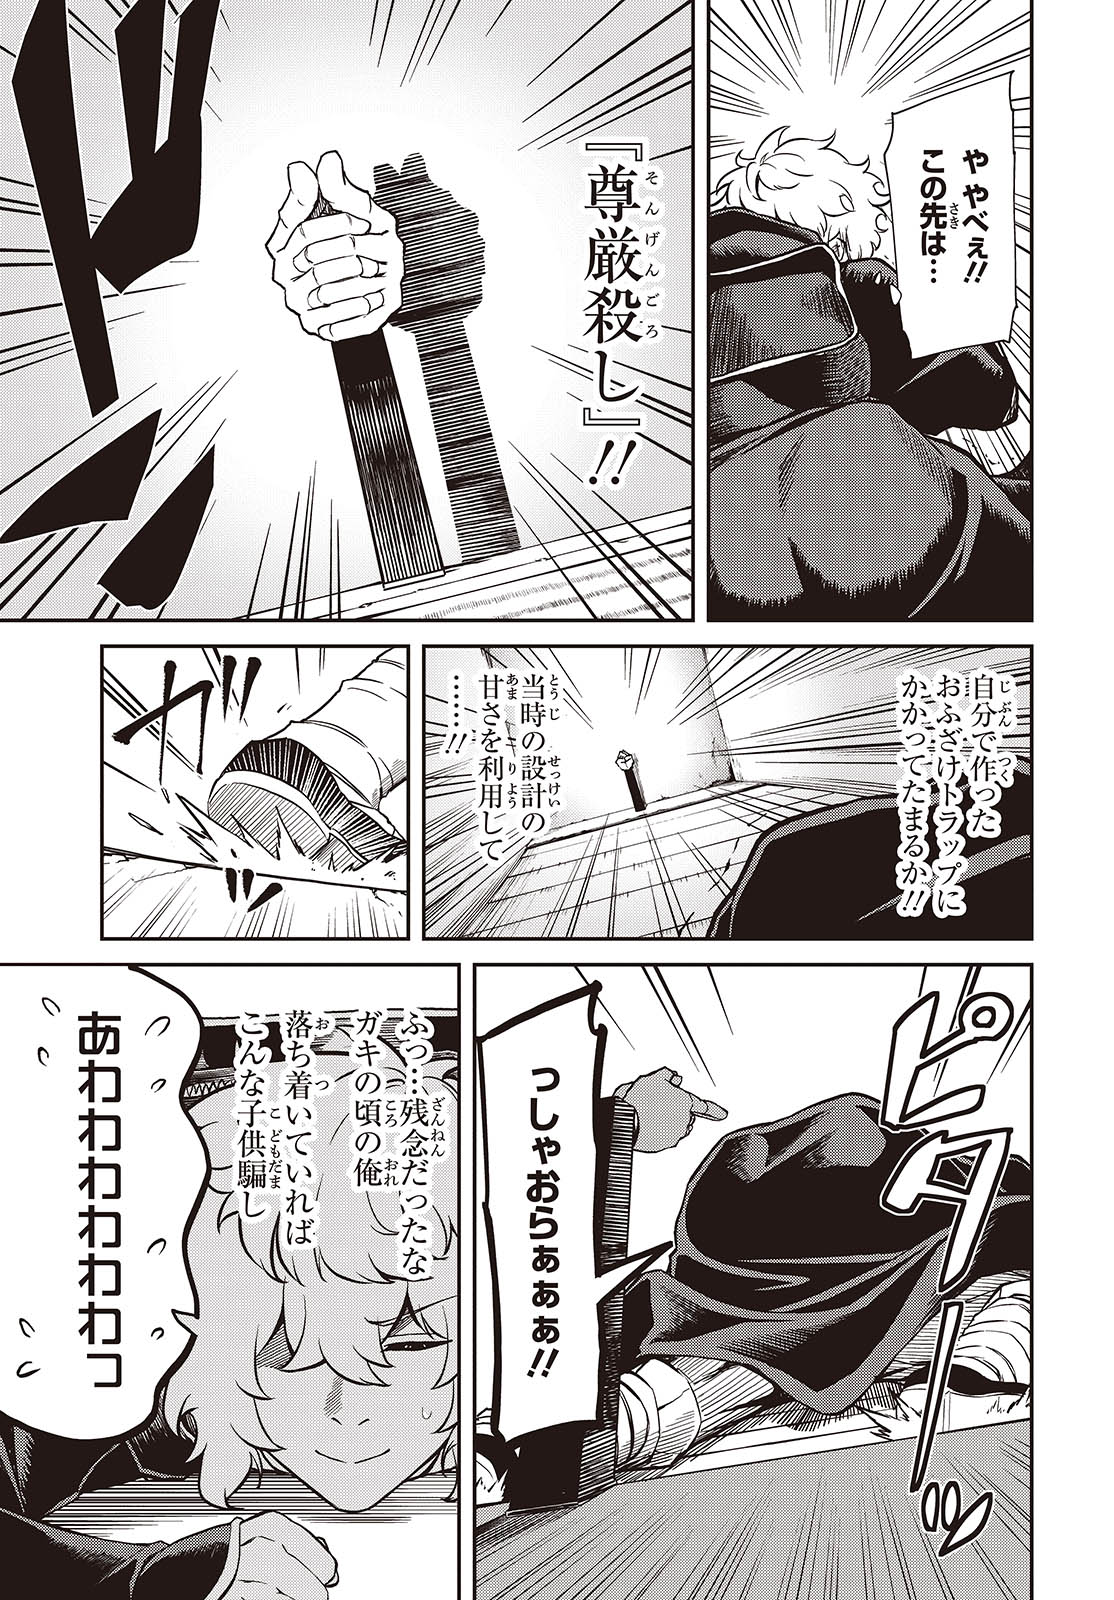 や やべぇ!!
この先は…
『尊厳殺し』!!
ドン
自分で作った
おふざけトラップに
かかってたまるか!!
当時の設計の
甘さを利用して
………!!
ガッ
ピタ――ッ
つしゃおらぁぁぁ!!
ふっ…残念だったな
ガキの頃の俺
落ち着いていれば
こんな子供騙し
あわわわわわわっ